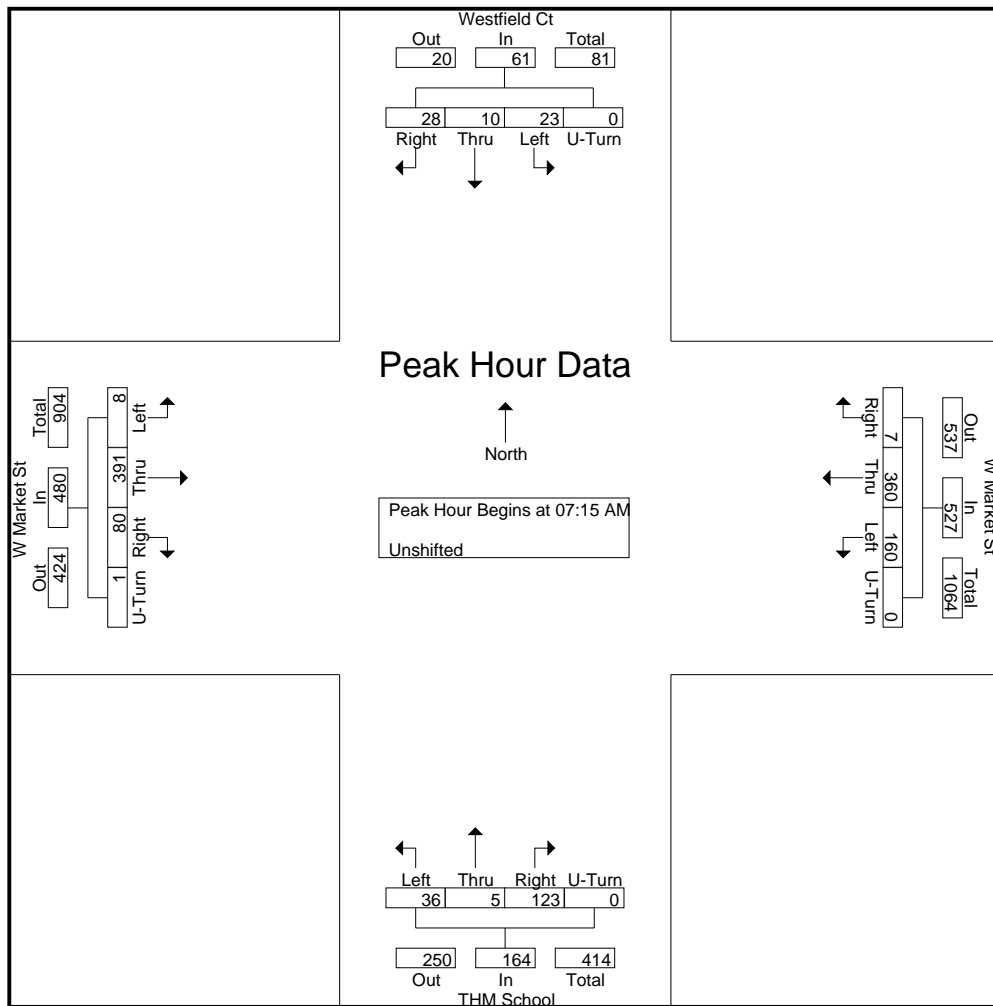 Westfield Ct
Out In Total
20 61 81
28 10 23 0
Right Thru Left U-Turn
Peak Hour Data
North
Peak Hour Begins at 07:15 AM
Unshifted
W Market St
Total In Out
904 480 424
8 391 80 1
Left Thru Right U-Turn
Right Thru Left U-Turn
7 360 160 0
537 527 1064
Out In Total
W Market St
Left Thru Right U-Turn
36 5 123 0
250 164 414
Out In Total
THM School